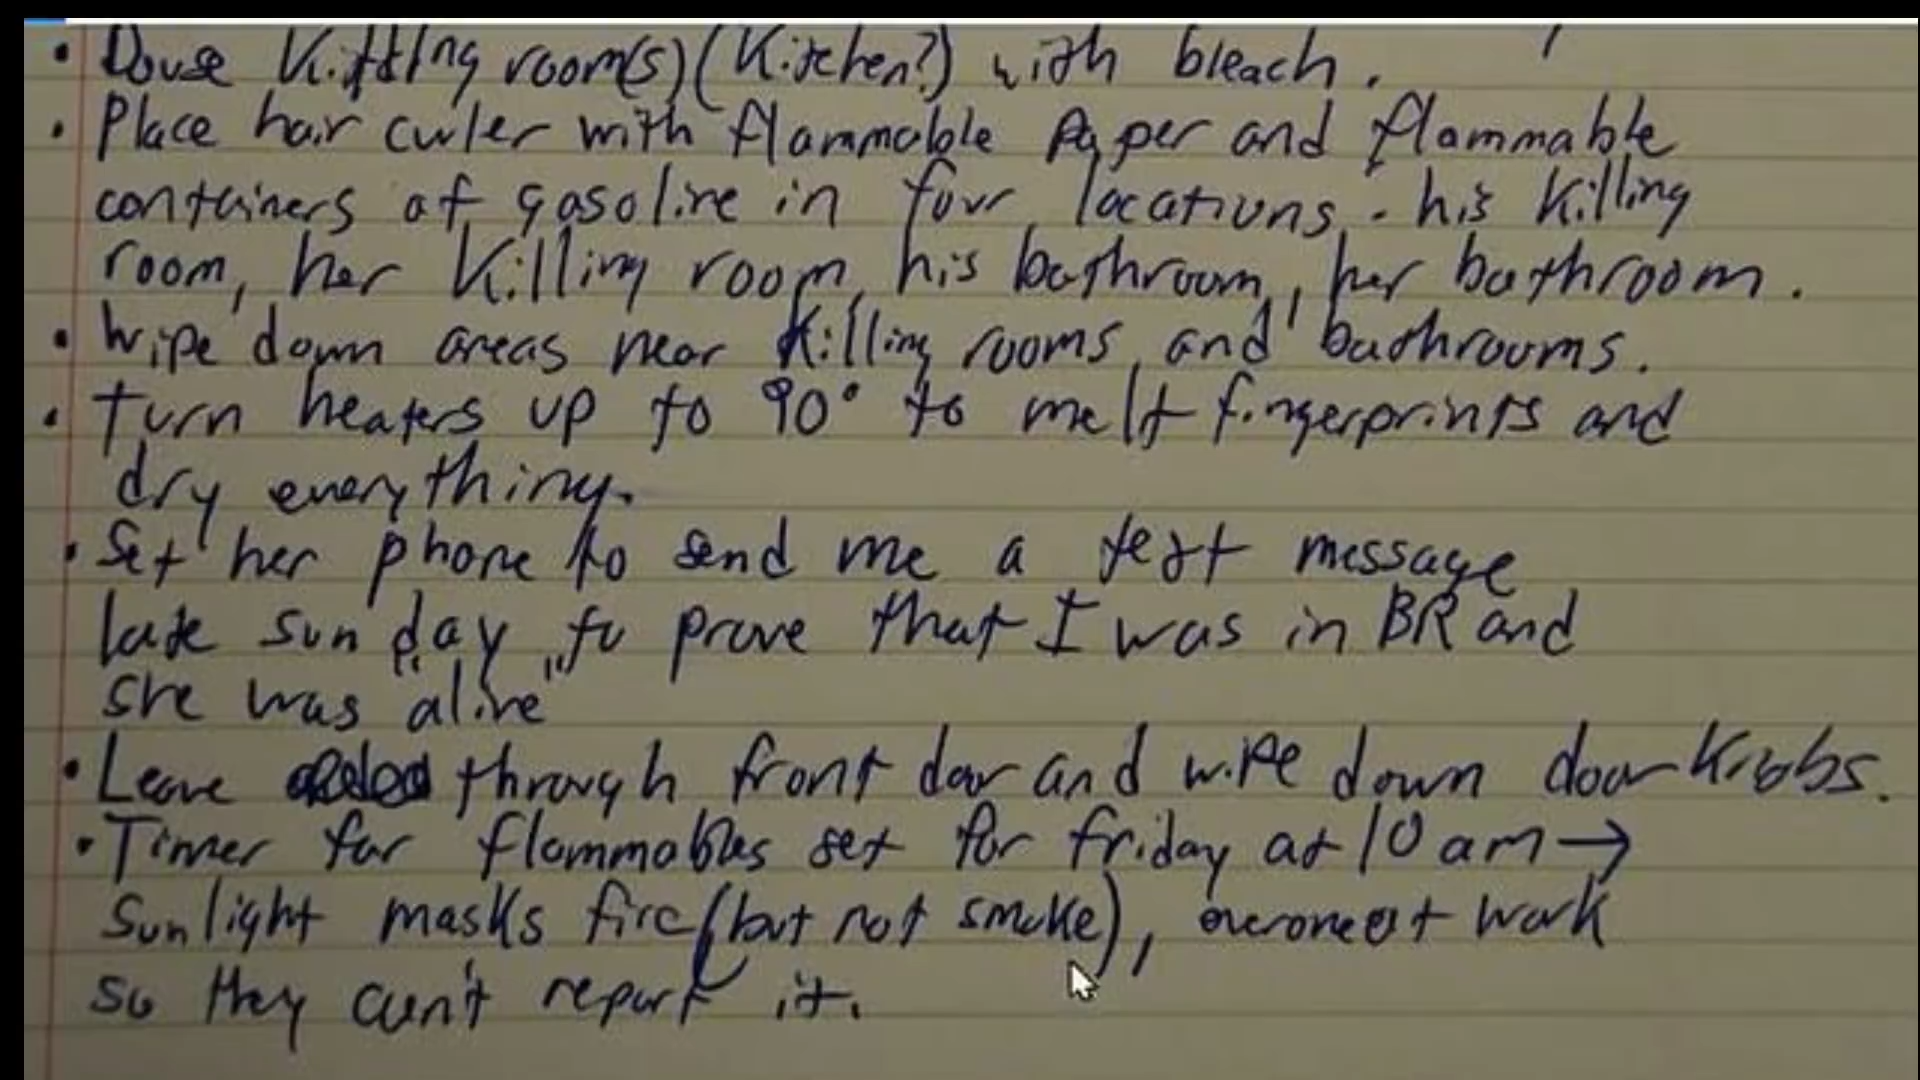 • Douse Killing room(s) (Kitchen?) with bleach.
• Place hair curler with flammable paper and flammable
containers of gasoline in four locations. his killing
room, her Killing room, his bathroom, her bathroom.
• Wipe down areas near killing rooms and bathrooms.
• Turn heaters up to 90° to melt fingerprints and
dry everything.
• Set her phone to send me a text message
late sunday to prove that I was in BR and
she was "alive"
• Leave through front door and wipe down door Knobs.
• Timer for flammables set for friday at 10 am →
Sunlight masks fire (but not smoke), everone at work
so they can't report it.